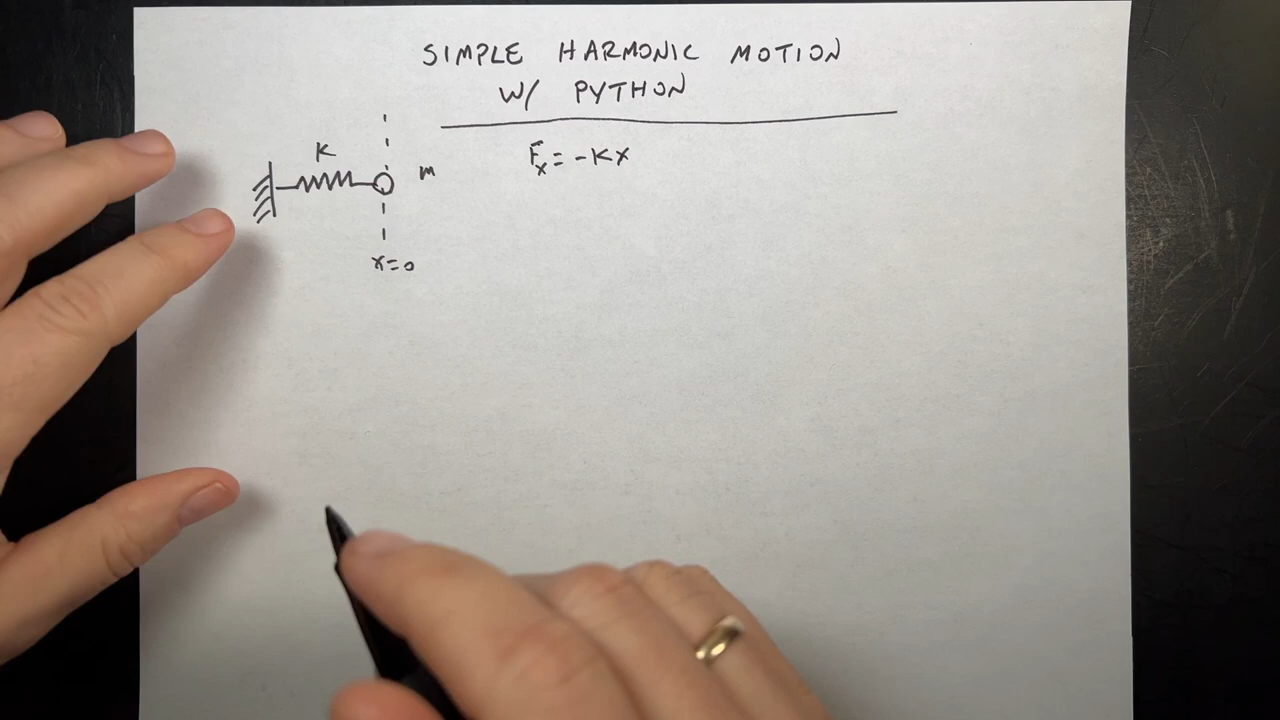 SIMPLE HARMONIC MOTION
W/ PYTHON
K
m
Fx = -Kx
x=0